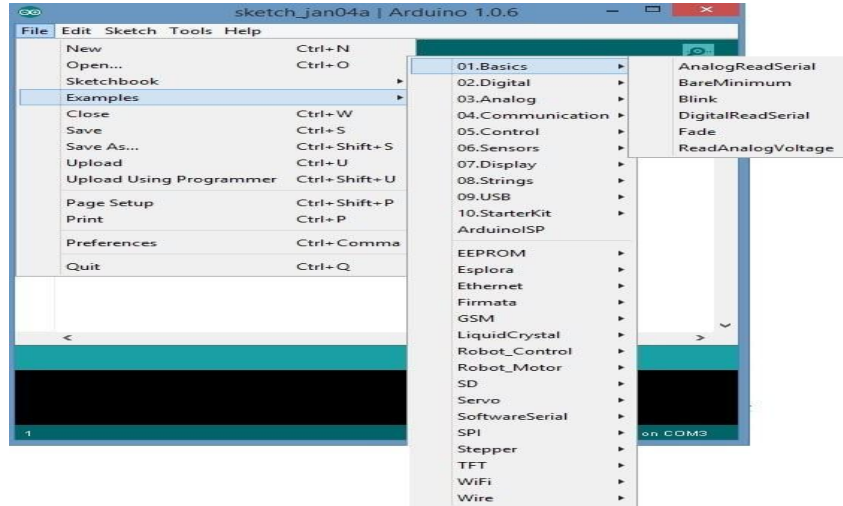 sketch_jan04a | Arduino 1.0.6
File Edit Sketch Tools Help
New Ctrl+N
Open... Ctrl+O
Sketchbook
Examples
Close Ctrl+W
Save Ctrl+S
Save As... Ctrl+Shift+S
Upload Ctrl+U
Upload Using Programmer Ctrl+Shift+U
Page Setup Ctrl+Shift+P
Print Ctrl+P
Preferences Ctrl+Comma
Quit Ctrl+Q
01.Basics
02.Digital
03.Analog
04.Communication
05.Control
06.Sensors
07.Display
08.Strings
09.USB
10.StarterKit
ArduinoISP
EEPROM
Esplora
Ethernet
Firmata
GSM
LiquidCrystal
Robot_Control
Robot_Motor
SD
Servo
SoftwareSerial
SPI
Stepper
TFT
WiFi
Wire
AnalogReadSerial
BareMinimum
Blink
DigitalReadSerial
Fade
ReadAnalogVoltage
1 on COM3